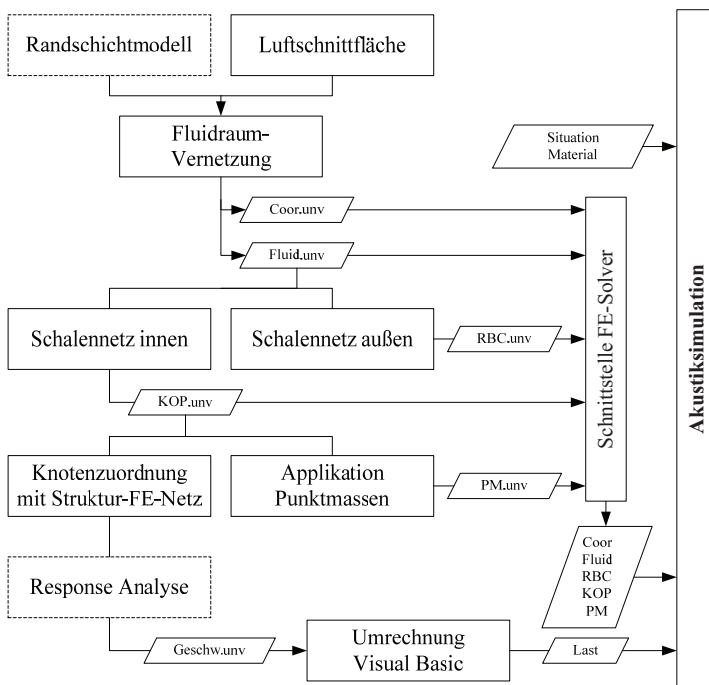 Randschichtmodell
Luftschnittfläche
Fluidraum-
Vernetzung
Situation
Material
Coor.unv
Fluid.unv
Schalennetz innen
Schalennetz außen
RBC.unv
KOP.unv
Knotenzuordnung
mit Struktur-FE-Netz
Applikation
Punktmassen
PM.unv
Schnittstelle FE-Solver
Akustiksimulation
Coor
Fluid
RBC
KOP
PM
Response Analyse
Geschw.unv
Umrechnung
Visual Basic
Last